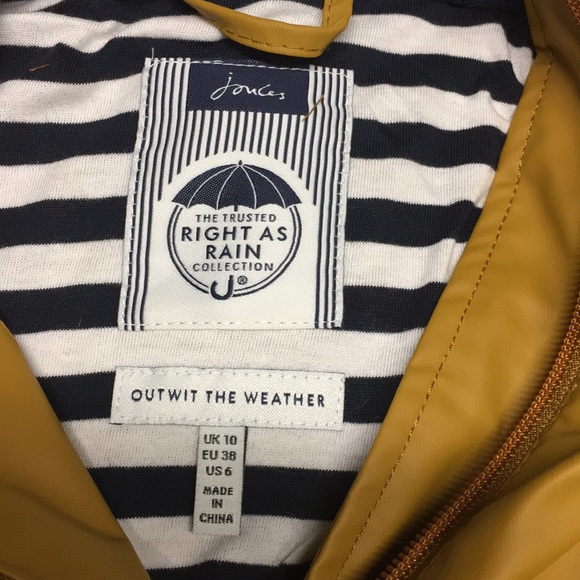 Joules
THE TRUSTED
RIGHT AS
RAIN
COLLECTION
®
OUTWIT THE WEATHER
UK 10
EU 38
US 6
MADE
IN
CHINA